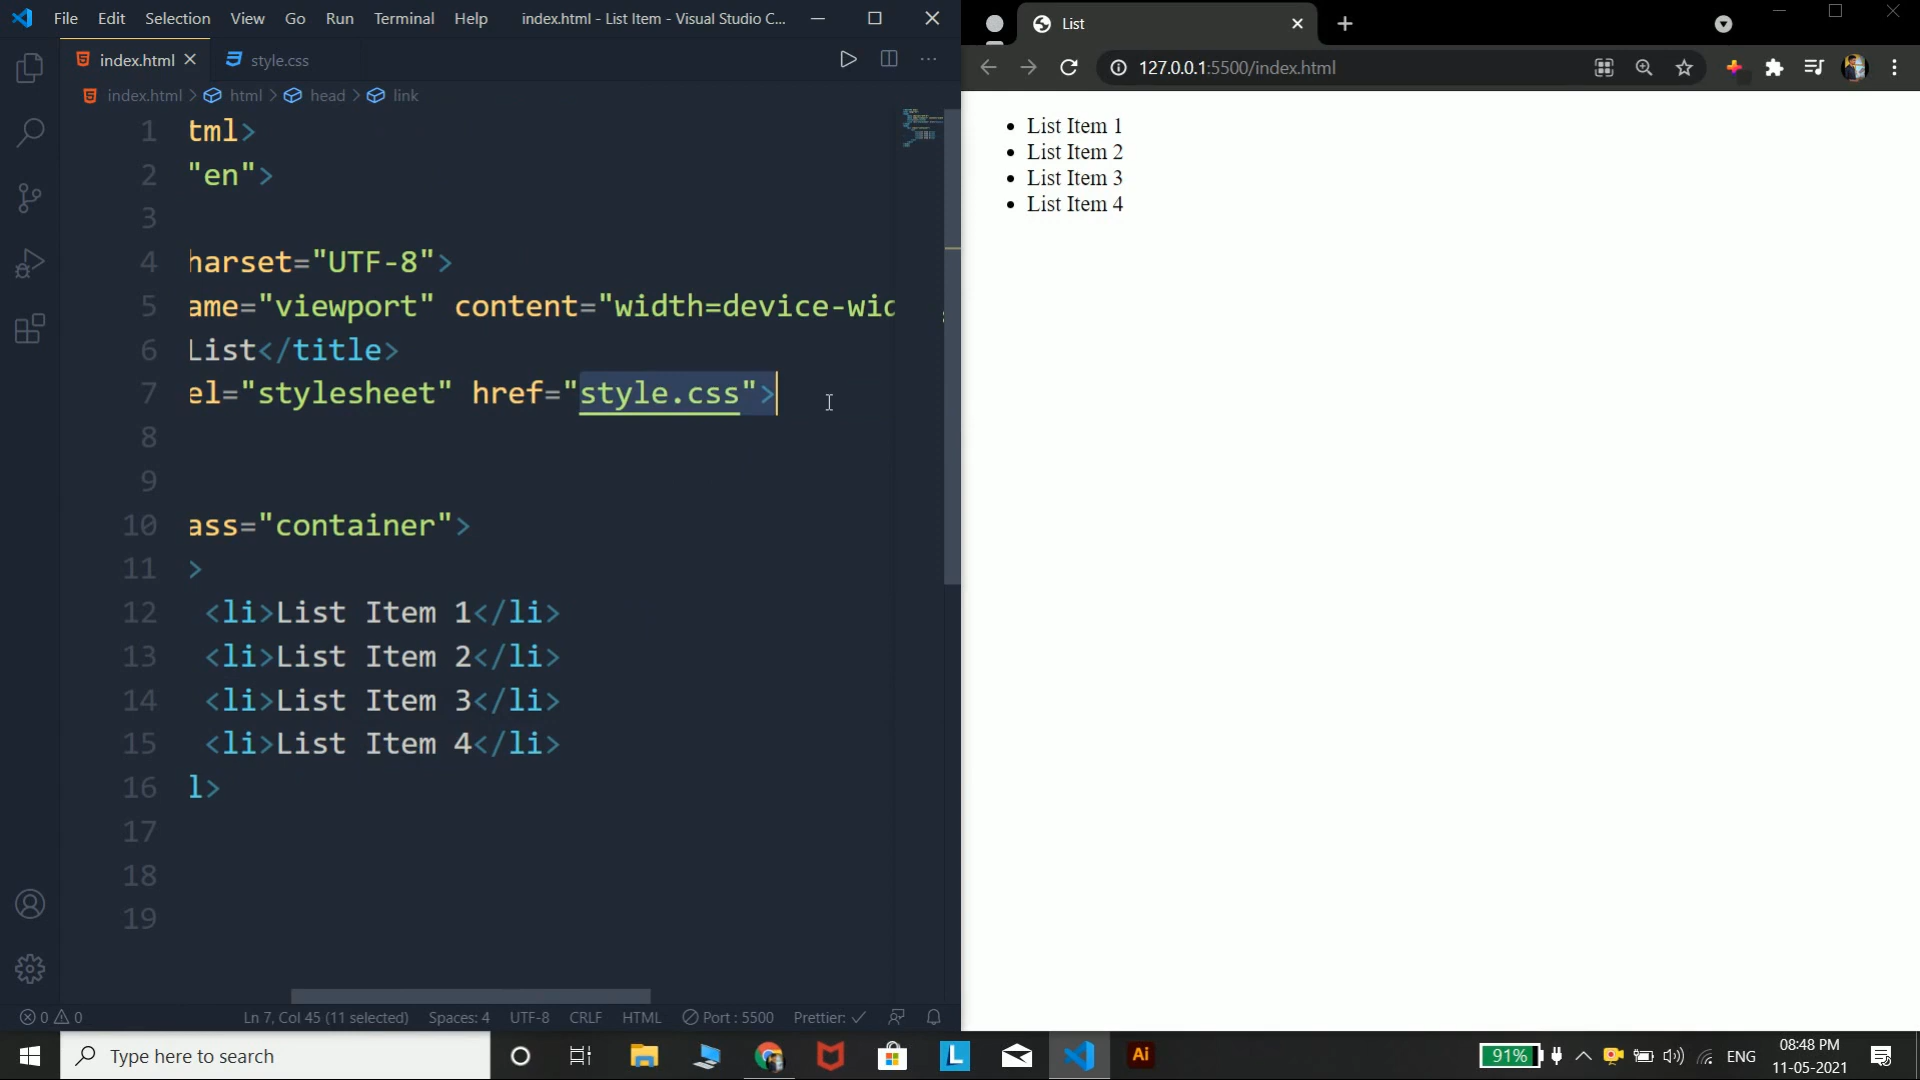 File Edit Selection View Go Run Terminal Help index.html - List Item - Visual Studio C...
index.html style.css
index.html > html > head > link
1 tml>
2 "en">
3
4 harset="UTF-8">
5 ame="viewport" content="width=device-wid
6 List</title>
7 el="stylesheet" href="style.css">
8
9
10 ass="container">
11 >
12 <li>List Item 1</li>
13 <li>List Item 2</li>
14 <li>List Item 3</li>
15 <li>List Item 4</li>
16 l>
17
18
19
0 0 Ln 7, Col 45 (11 selected) Spaces: 4 UTF-8 CRLF HTML Port : 5500 Prettier: ✓
List
127.0.0.1:5500/index.html
• List Item 1
• List Item 2
• List Item 3
• List Item 4
Type here to search L Ai 91% ENG
08:48 PM
11-05-2021